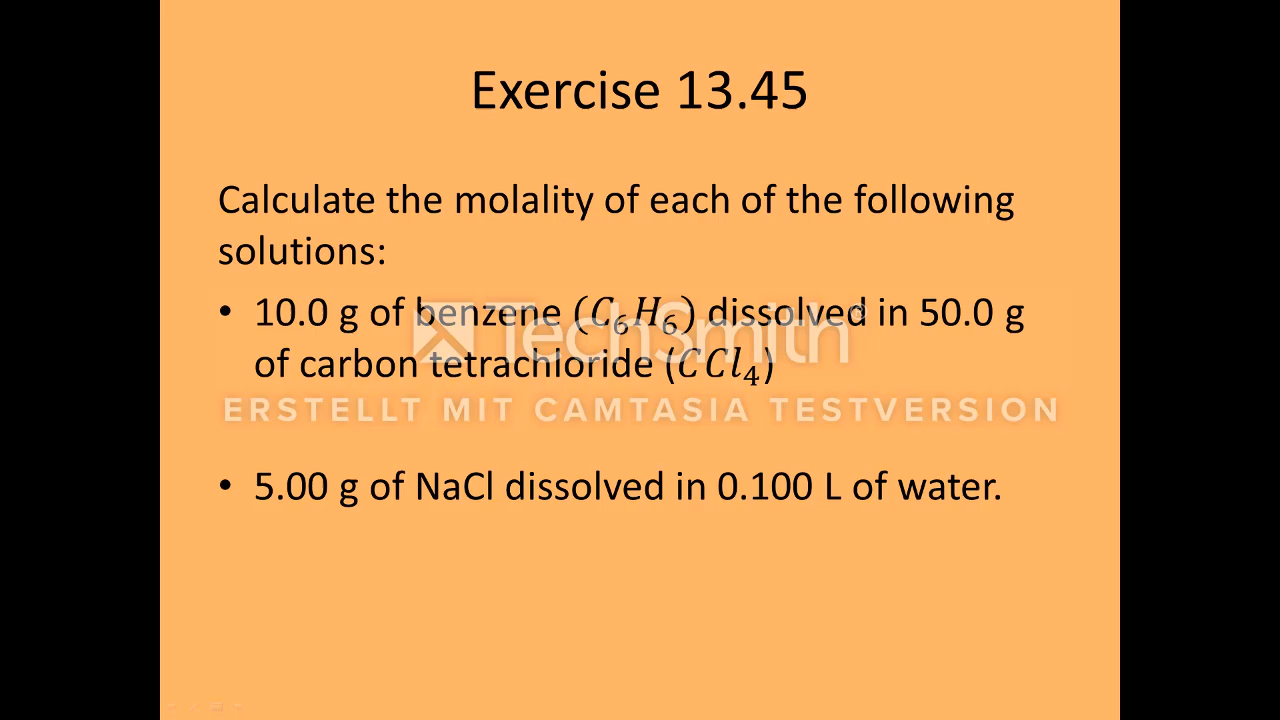 Exercise 13.45
Calculate the molality of each of the following
solutions:
• 10.0 g of benzene (C₆H₆) dissolved in 50.0 g
of carbon tetrachloride (CCl₄)
TechSmith®
ERSTELLT MIT CAMTASIA TESTVERSION
• 5.00 g of NaCl dissolved in 0.100 L of water.